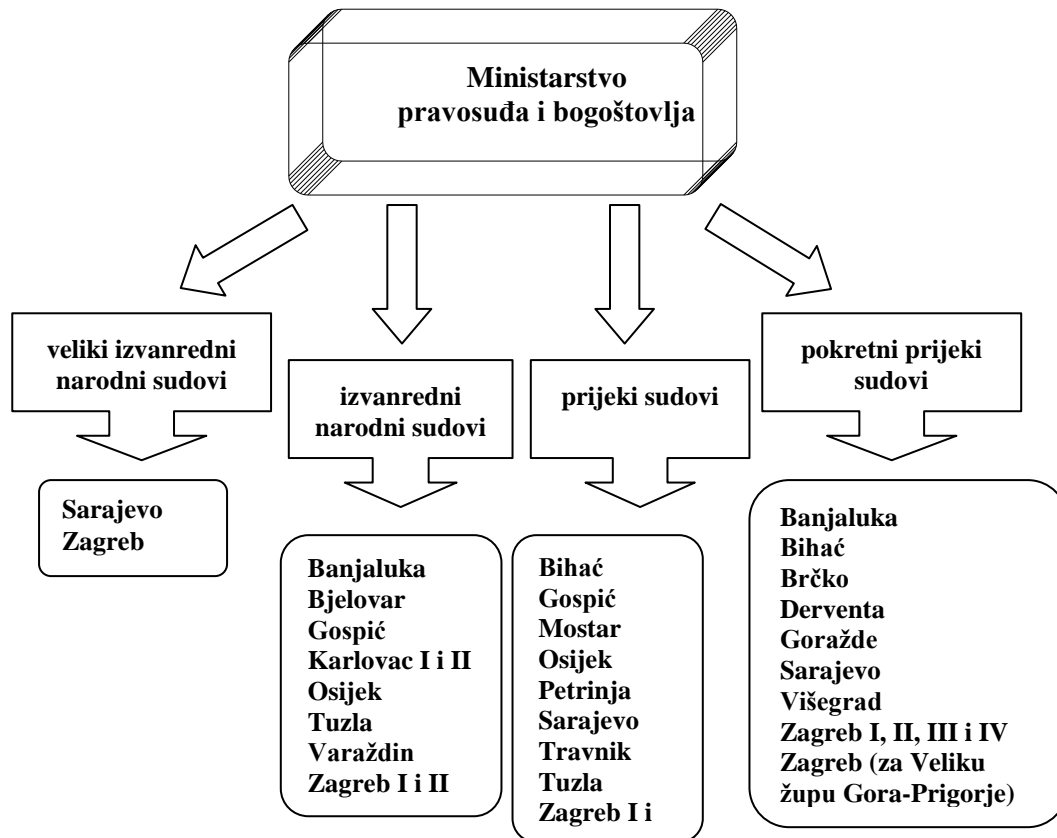 Ministarstvo
pravosuđa i bogoštovlja
veliki izvanredni
narodni sudovi
izvanredni
narodni sudovi
prijeki sudovi
pokretni prijeki
sudovi
Sarajevo
Zagreb
Banjaluka
Bjelovar
Gospić
Karlovac I i II
Osijek
Tuzla
Varaždin
Zagreb I i II
Bihać
Gospić
Mostar
Osijek
Petrinja
Sarajevo
Travnik
Tuzla
Zagreb I i
Banjaluka
Bihać
Brčko
Derventa
Goražde
Sarajevo
Višegrad
Zagreb I, II, III i IV
Zagreb (za Veliku
župu Gora-Prigorje)